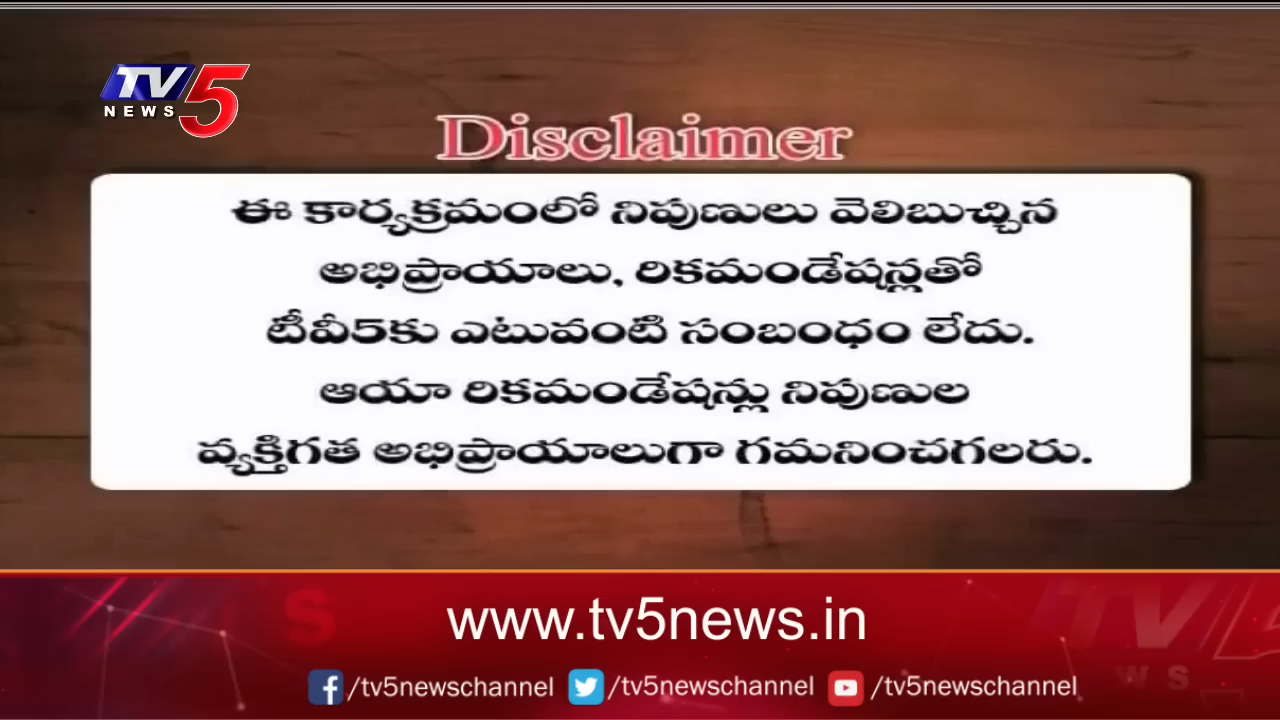 TV5
NEWS
Disclaimer
ఈ కార్యక్రమంలో నిపుణులు వెలిబుచ్చిన
అభిప్రాయాలు, రికమండేషన్లతో
టీవీ5కు ఎటువంటి సంబంధం లేదు.
ఆయా రికమండేషన్లు నిపుణుల
వ్యక్తిగత అభిప్రాయాలుగా గమనించగలరు.
www.tv5news.in
/tv5newschannel /tv5newschannel /tv5newschannel